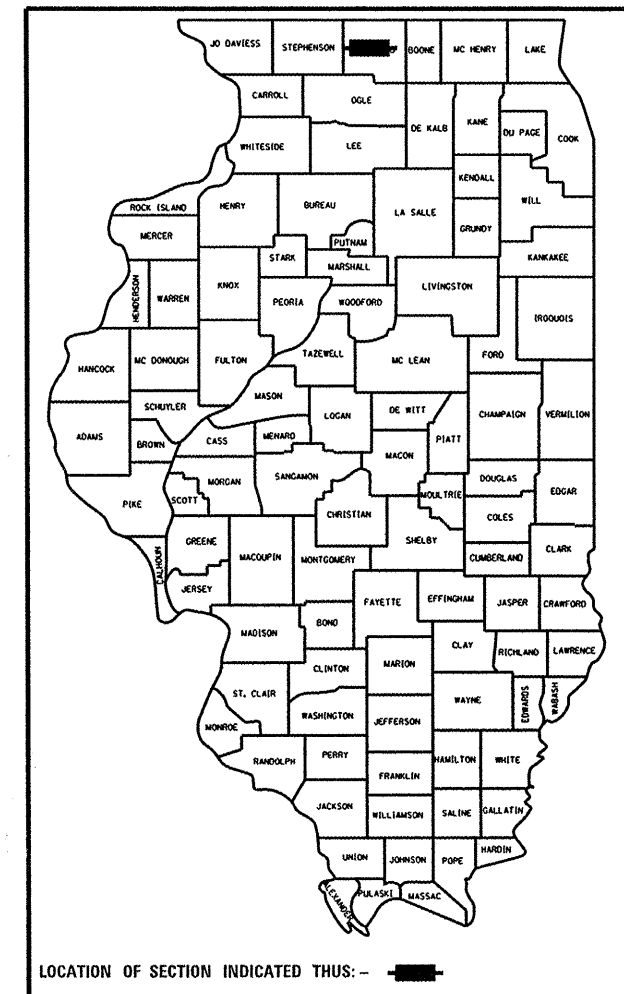 JO DAVIESS STEPHENSON BOONE MC HENRY LAKE
CARROLL OGLE DE KALB KANE DU PAGE COOK
WHITESIDE LEE
KENDALL WILL
ROCK ISLAND HENRY BUREAU LA SALLE GRUNDY
MERCER PUTNAM
STARK MARSHALL KANKAKEE
HENDERSON WARREN KNOX PEORIA WOODFORD LIVINGSTON IROQUOIS
HANCOCK MC DONOUGH FULTON TAZEWELL MC LEAN FORD
SCHUYLER MASON LOGAN DE WITT CHAMPAIGN VERMILION
ADAMS BROWN CASS MENARD MACON PIATT
PIKE SCOTT MORGAN SANGAMON MOULTRIE DOUGLAS EDGAR
CHRISTIAN COLES
CALHOUN GREENE MACOUPIN MONTGOMERY SHELBY CUMBERLAND CLARK
JERSEY FAYETTE EFFINGHAM JASPER CRAWFORD
MADISON BOND
CLAY RICHLAND LAWRENCE
ST. CLAIR CLINTON MARION
WAYNE EDWARDS WABASH
MONROE WASHINGTON JEFFERSON
RANDOLPH PERRY HAMILTON WHITE
FRANKLIN
JACKSON WILLIAMSON SALINE GALLATIN
UNION JOHNSON POPE HARDIN
ALEXANDER PULASKI MASSAC
LOCATION OF SECTION INDICATED THUS: –